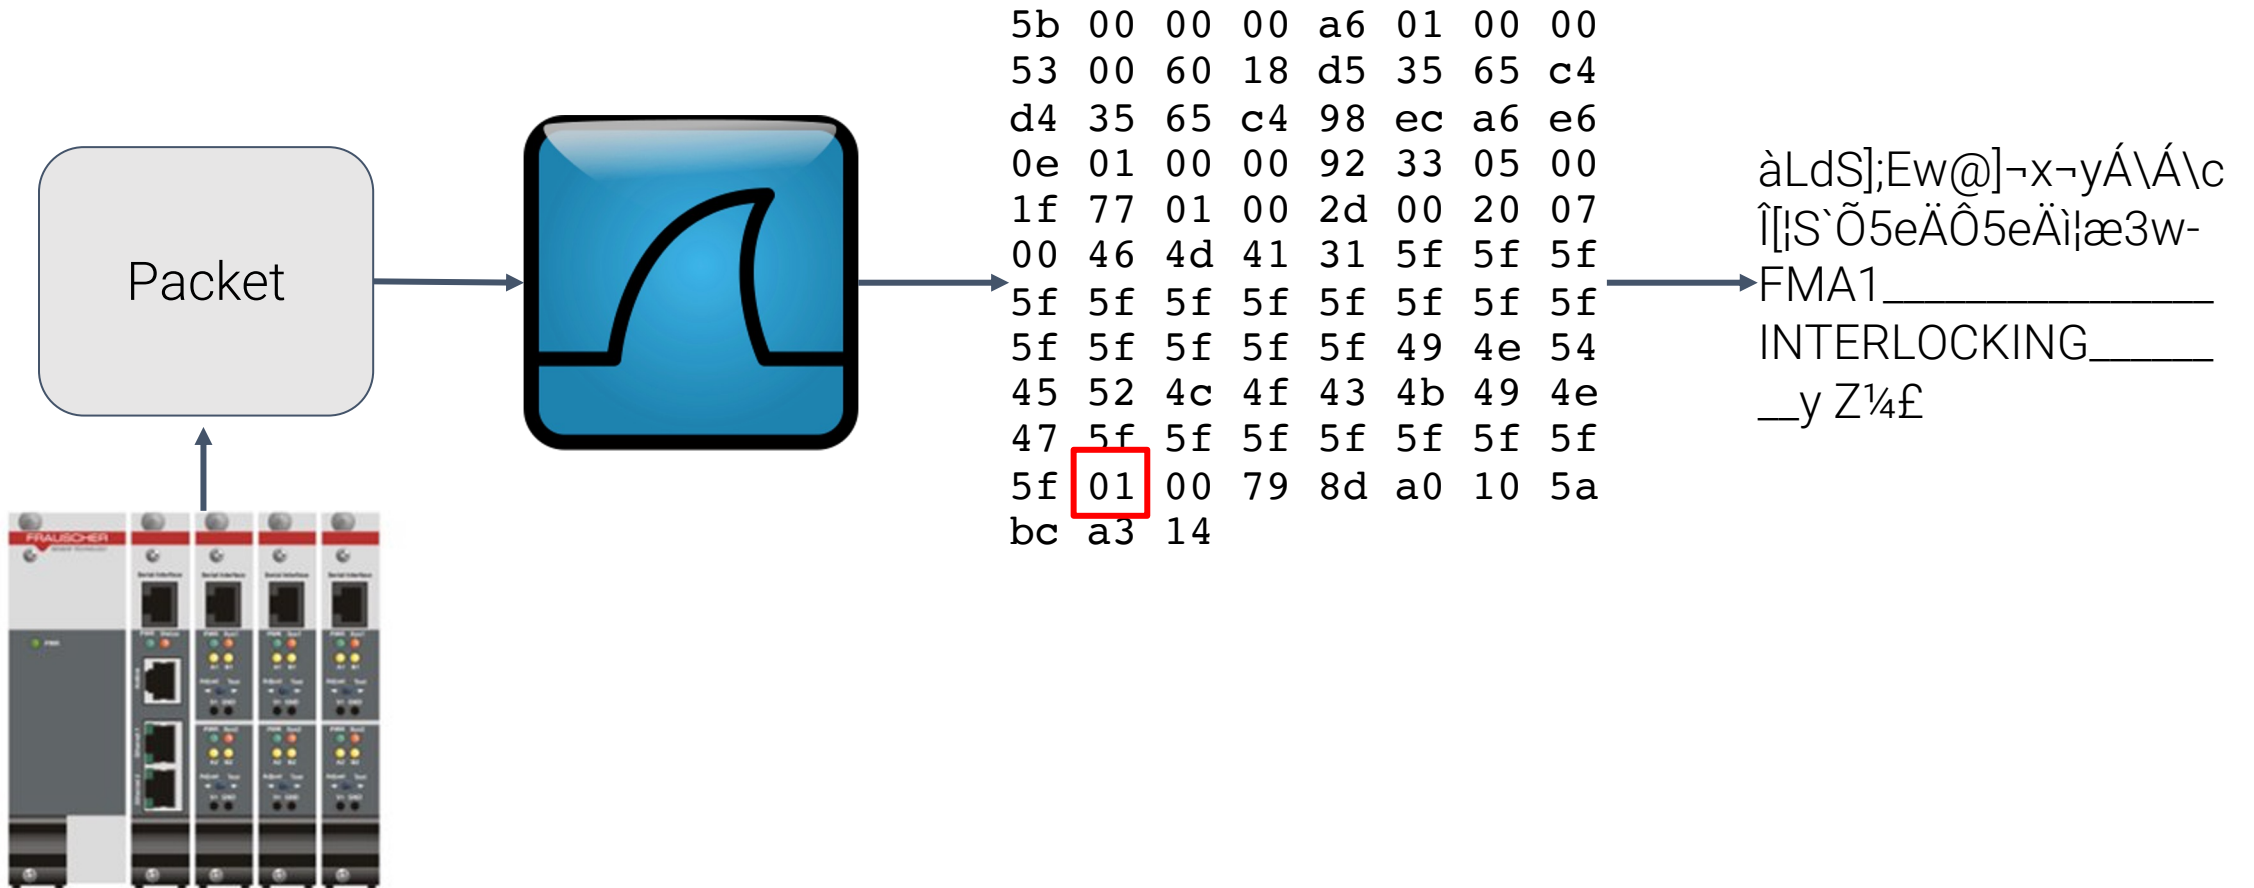 5b 00 00 00 a6 01 00 00
53 00 60 18 d5 35 65 c4
d4 35 65 c4 98 ec a6 e6
0e 01 00 00 92 33 05 00
1f 77 01 00 2d 00 20 07
00 46 4d 41 31 5f 5f 5f
5f 5f 5f 5f 5f 5f 5f 5f
5f 5f 5f 5f 5f 49 4e 54
45 52 4c 4f 43 4b 49 4e
47 5f 5f 5f 5f 5f 5f 5f
5f 01 00 79 8d a0 10 5a
bc a3 14
Packet
àLdS];Ew@]¬x¬yÁ\Á\c
Î[¦S`Õ5eÄÔ5eÄì¦æ3w-
FMA1________________
INTERLOCKING______
__y Z¼£
FRAUSCHER